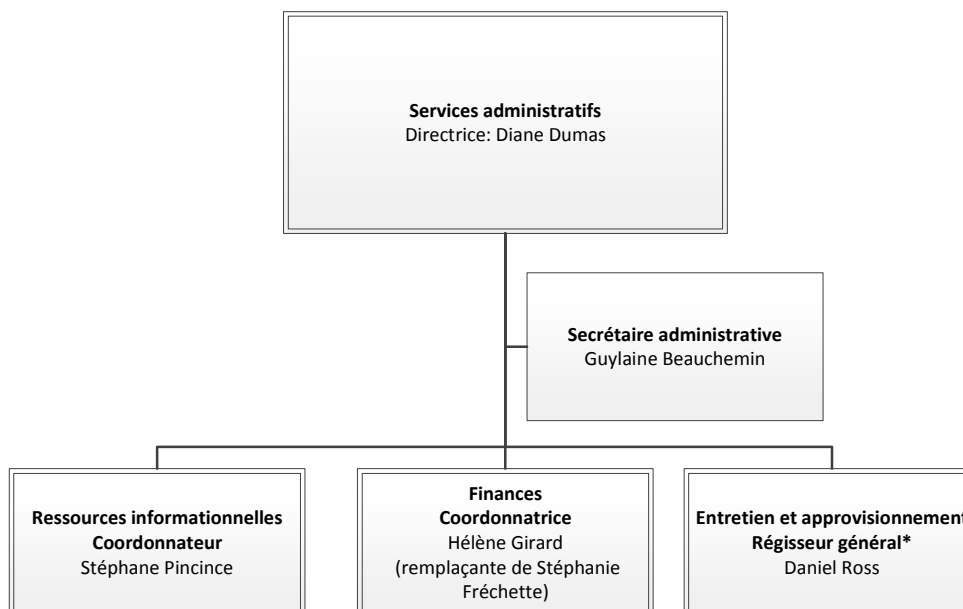 Services administratifs
Directrice: Diane Dumas
Secrétaire administrative
Guylaine Beauchemin
Ressources informationnelles
Coordonnateur
Stéphane Pincince
Finances
Coordonnatrice
Hélène Girard
(remplaçante de Stéphanie
Fréchette)
Entretien et approvisionnement
Régisseur général*
Daniel Ross